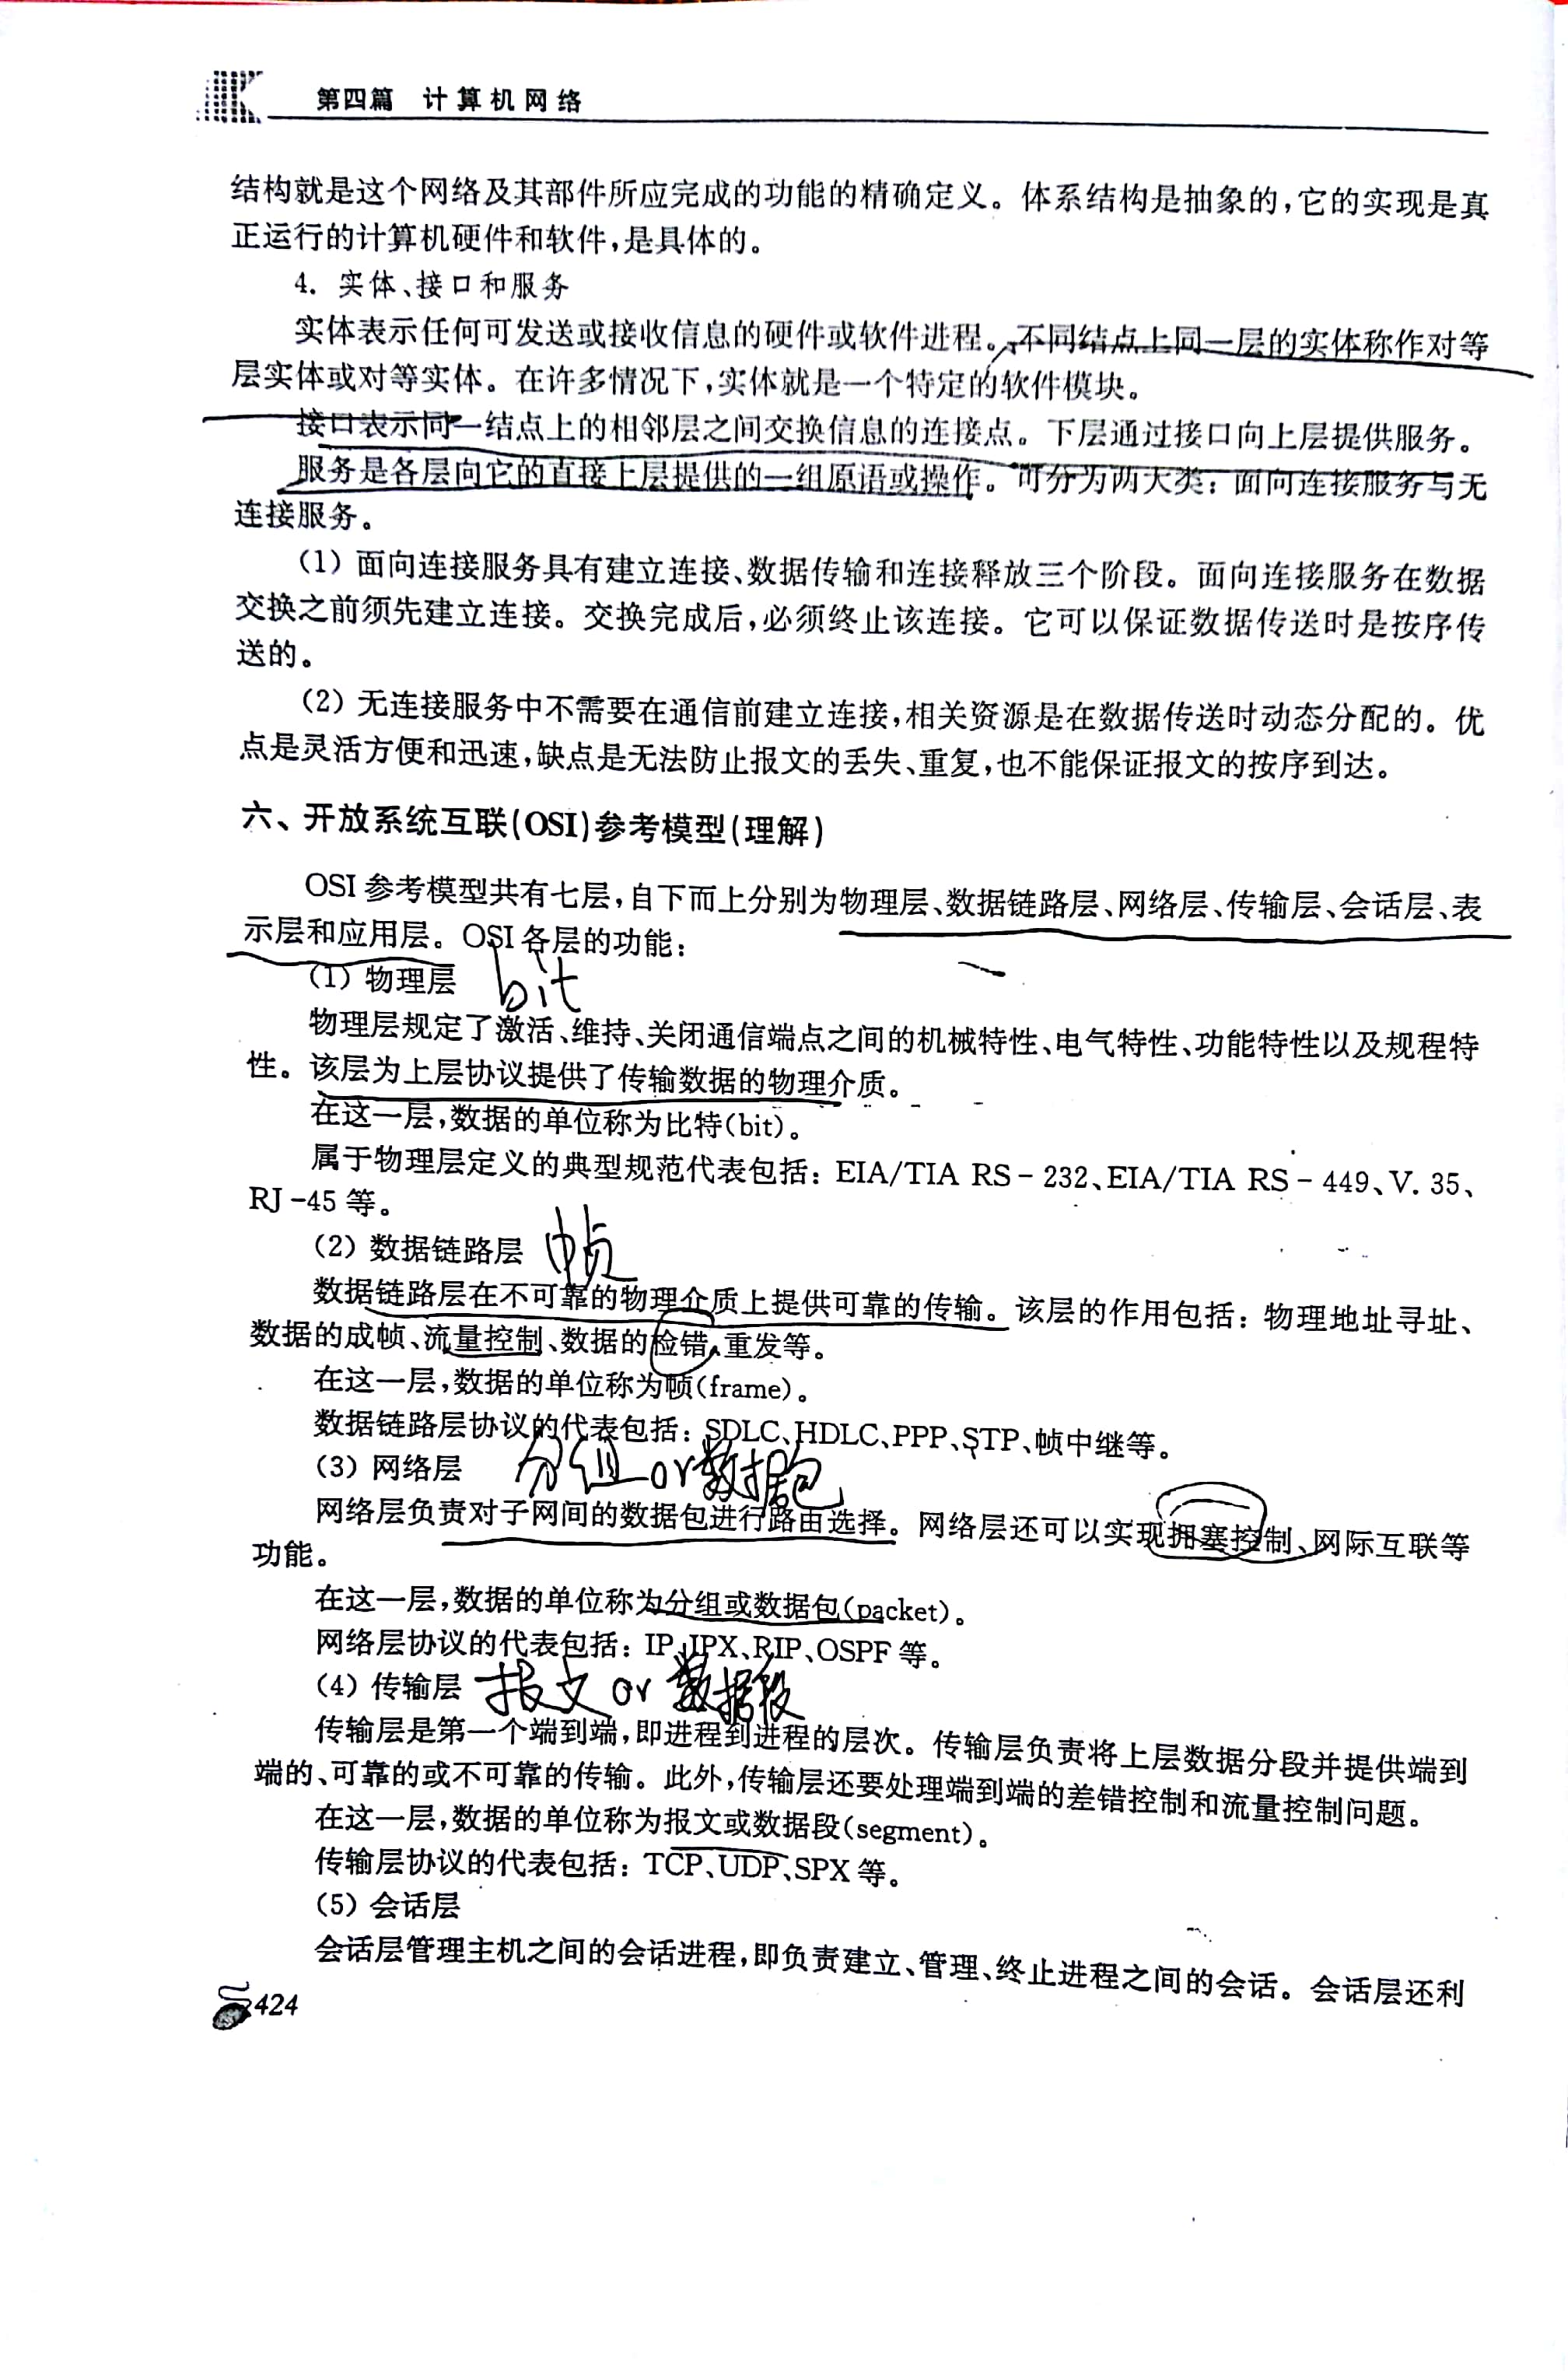 第四篇 计算机网络
结构就是这个网络及其部件所应完成的功能的精确定义。体系结构是抽象的,它的实现是真
正运行的计算机硬件和软件,是具体的。
4. 实体、接口和服务
实体表示任何可发送或接收信息的硬件或软件进程。不同结点上同一层的实体称作对等
层实体或对等实体。在许多情况下,实体就是一个特定的软件模块。
接口表示同一结点上的相邻层之间交换信息的连接点。下层通过接口向上层提供服务。
服务是各层向它的直接上层提供的一组原语或操作。可分为两大类:面向连接服务与无
连接服务。
(1) 面向连接服务具有建立连接、数据传输和连接释放三个阶段。面向连接服务在数据
交换之前须先建立连接。交换完成后,必须终止该连接。它可以保证数据传送时是按序传
送的。
(2) 无连接服务中不需要在通信前建立连接,相关资源是在数据传送时动态分配的。优
点是灵活方便和迅速,缺点是无法防止报文的丢失、重复,也不能保证报文的按序到达。
六、开放系统互联(OSI)参考模型(理解)
OSI 参考模型共有七层,自下而上分别为物理层、数据链路层、网络层、传输层、会话层、表
示层和应用层。OSI 各层的功能:
(1) 物理层 bit
物理层规定了激活、维持、关闭通信端点之间的机械特性、电气特性、功能特性以及规程特
性。该层为上层协议提供了传输数据的物理介质。
在这一层,数据的单位称为比特(bit)。
属于物理层定义的典型规范代表包括:EIA/TIA RS-232、EIA/TIA RS-449、V. 35、
RJ-45 等。
(2) 数据链路层 帧
数据链路层在不可靠的物理介质上提供可靠的传输。该层的作用包括:物理地址寻址、
数据的成帧、流量控制、数据的检错、重发等。
在这一层,数据的单位称为帧(frame)。
数据链路层协议的代表包括:SDLC、HDLC、PPP、STP、帧中继等。
(3) 网络层 分组 or 数据包
网络层负责对子网间的数据包进行路由选择。网络层还可以实现拥塞控制、网际互联等
功能。
在这一层,数据的单位称为分组或数据包(packet)。
网络层协议的代表包括:IP、IPX、RIP、OSPF 等。
(4) 传输层 报文 or 数据段
传输层是第一个端到端,即进程到进程的层次。传输层负责将上层数据分段并提供端到
端的、可靠的或不可靠的传输。此外,传输层还要处理端到端的差错控制和流量控制问题。
在这一层,数据的单位称为报文或数据段(segment)。
传输层协议的代表包括:TCP、UDP、SPX 等。
(5) 会话层
会话层管理主机之间的会话进程,即负责建立、管理、终止进程之间的会话。会话层还利
424